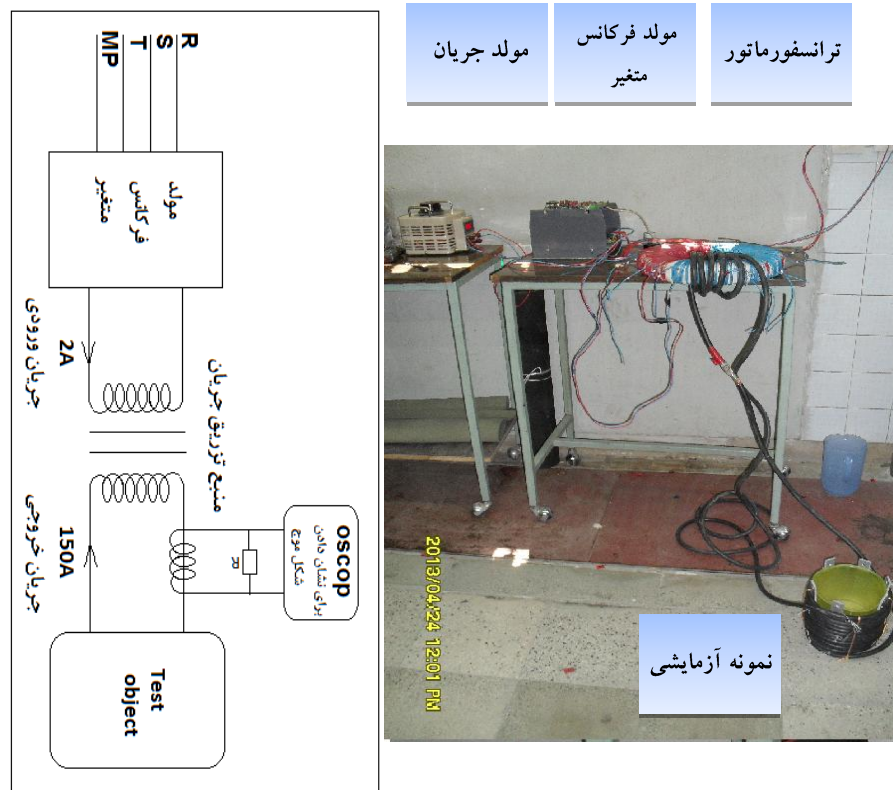 ترانسفورماتور
مولد فرکانس
متغیر
مولد جریان
R
S
T
MP
مولد
فرکانس
متغیر
2A
جریان ورودی
منبع تزریق جریان
150A
جریان خروجی
oscop
برای نشان دادن
شکل موج
Test
object
2013/04/24 12:01 PM
نمونه آزمایشی